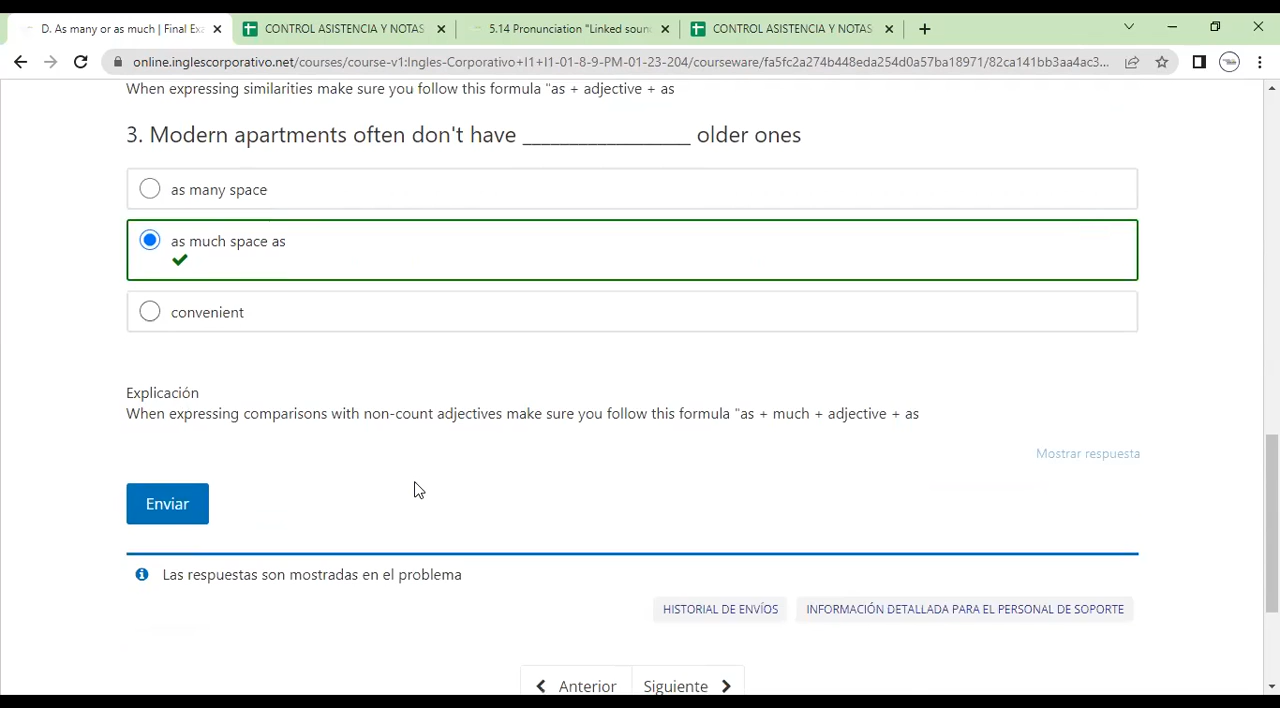 D. As many or as much | Final Exa
CONTROL ASISTENCIA Y NOTAS
5.14 Pronunciation "Linked soun
CONTROL ASISTENCIA Y NOTAS
online.inglescorporativo.net/courses/course-v1:Ingles-Corporativo+I1+I1-01-8-9-PM-01-23-204/courseware/fa5fc2a274b448eda254d0a57ba18971/82ca141bb3aa4ac3...
When expressing similarities make sure you follow this formula "as + adjective + as
3. Modern apartments often don't have __________________ older ones
as many space
as much space as
convenient
Explicación
When expressing comparisons with non-count adjectives make sure you follow this formula "as + much + adjective + as
Mostrar respuesta
Enviar
Las respuestas son mostradas en el problema
HISTORIAL DE ENVÍOS
INFORMACIÓN DETALLADA PARA EL PERSONAL DE SOPORTE
Anterior
Siguiente